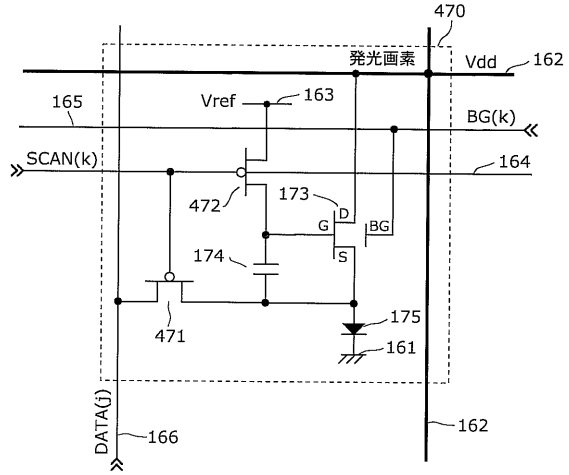 470
発光画素
Vdd
162
Vref
163
165
BG(k)
SCAN(k)
164
472
173
D
G
BG
S
174
471
175
161
DATA(j)
166
162